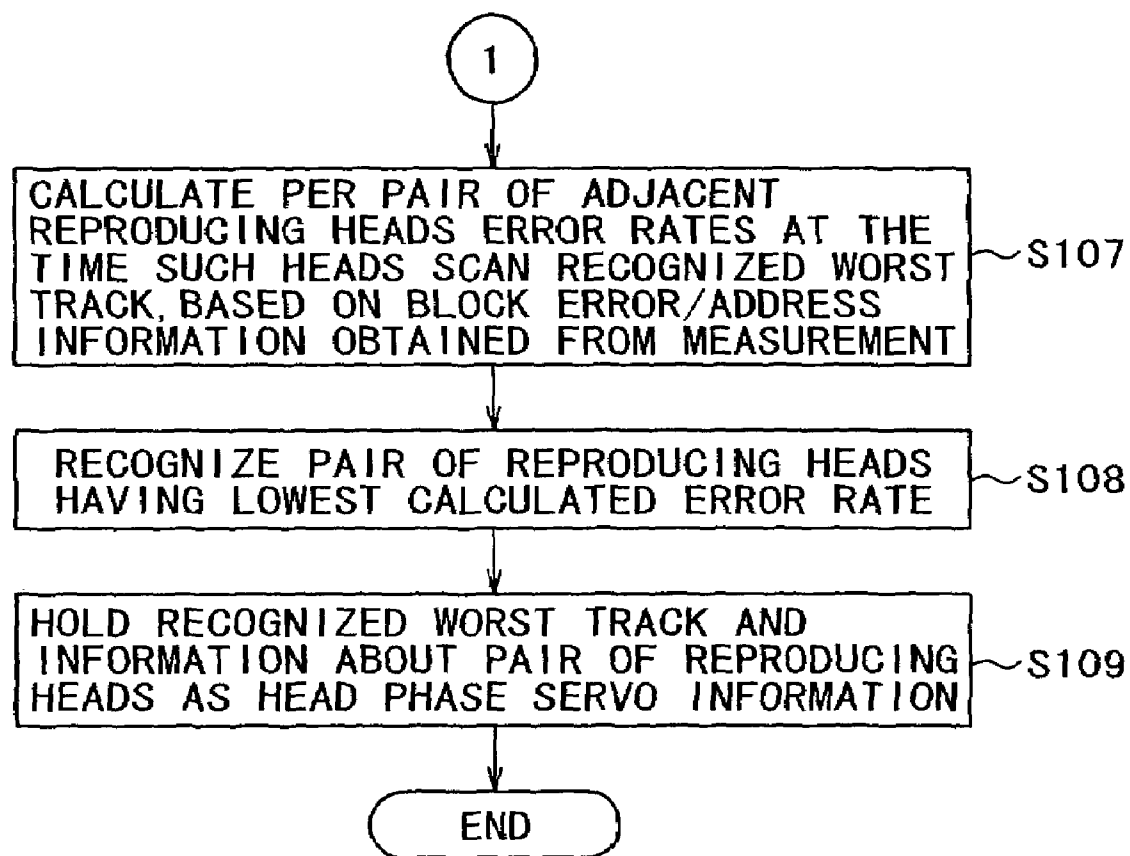 1
CALCULATE PER PAIR OF ADJACENT
REPRODUCING HEADS ERROR RATES AT THE
TIME SUCH HEADS SCAN RECOGNIZED WORST
TRACK, BASED ON BLOCK ERROR/ADDRESS
INFORMATION OBTAINED FROM MEASUREMENT
S107
RECOGNIZE PAIR OF REPRODUCING HEADS
HAVING LOWEST CALCULATED ERROR RATE
S108
HOLD RECOGNIZED WORST TRACK AND
INFORMATION ABOUT PAIR OF REPRODUCING
HEADS AS HEAD PHASE SERVO INFORMATION
S109
END